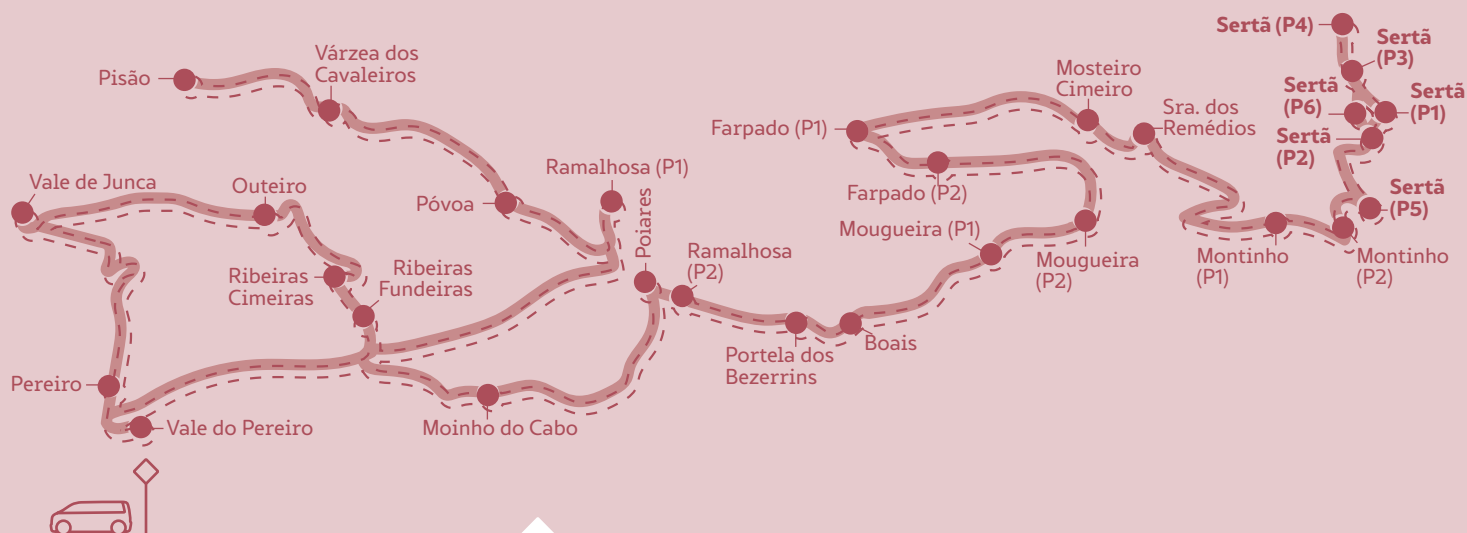 Sertã (P4)
Sertã
(P3)
Várzea dos
Cavaleiros
Pisão
Mosteiro
Cimeiro
Sertã
(P6)
Sertã
(P1)
Sra. dos
Remédios
Farpado (P1)
Sertã
(P2)
Ramalhosa (P1)
Vale de Junca
Outeiro
Póvoa
Poiares
Farpado (P2)
Sertã
(P5)
Mougueira (P1)
Ramalhosa
(P2)
Ribeiras
Cimeiras
Ribeiras
Fundeiras
Mougueira
(P2)
Montinho
(P1)
Montinho
(P2)
Portela dos
Bezerrins
Boais
Pereiro
Vale do Pereiro
Moinho do Cabo